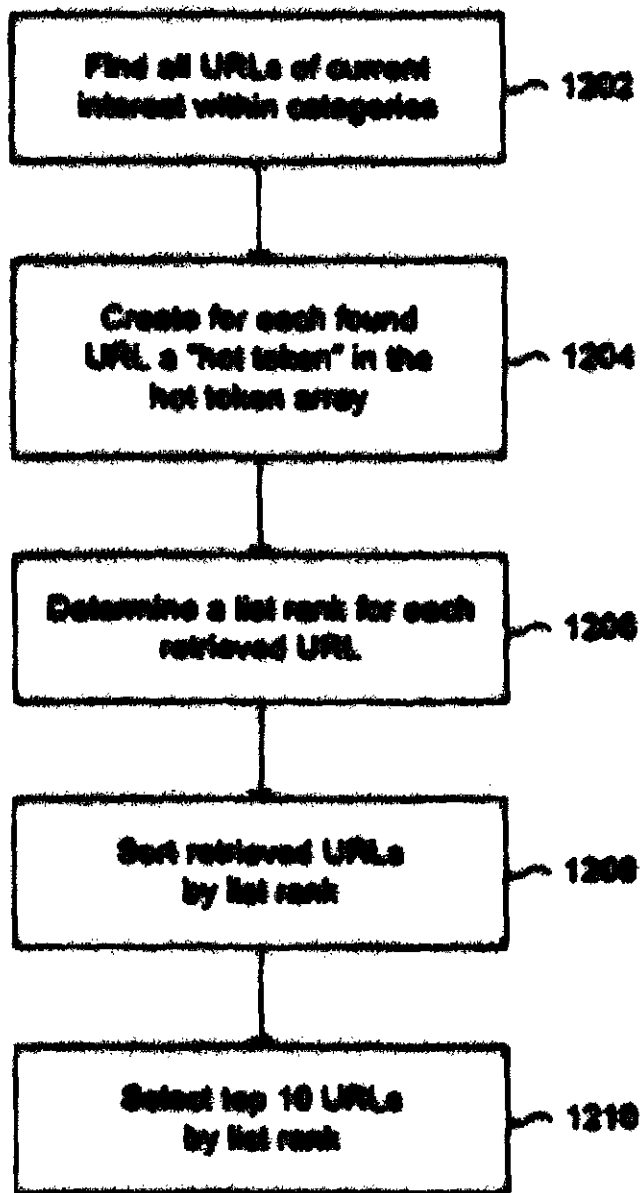 Find all URLs of current
interest within categories
1202
Create for each found
URL a "hot token" in the
hot token array
1204
Determine a list rank for each
retrieved URL
1206
Sort retrieved URLs
by list rank
1208
Select top 10 URLs
by list rank
1210